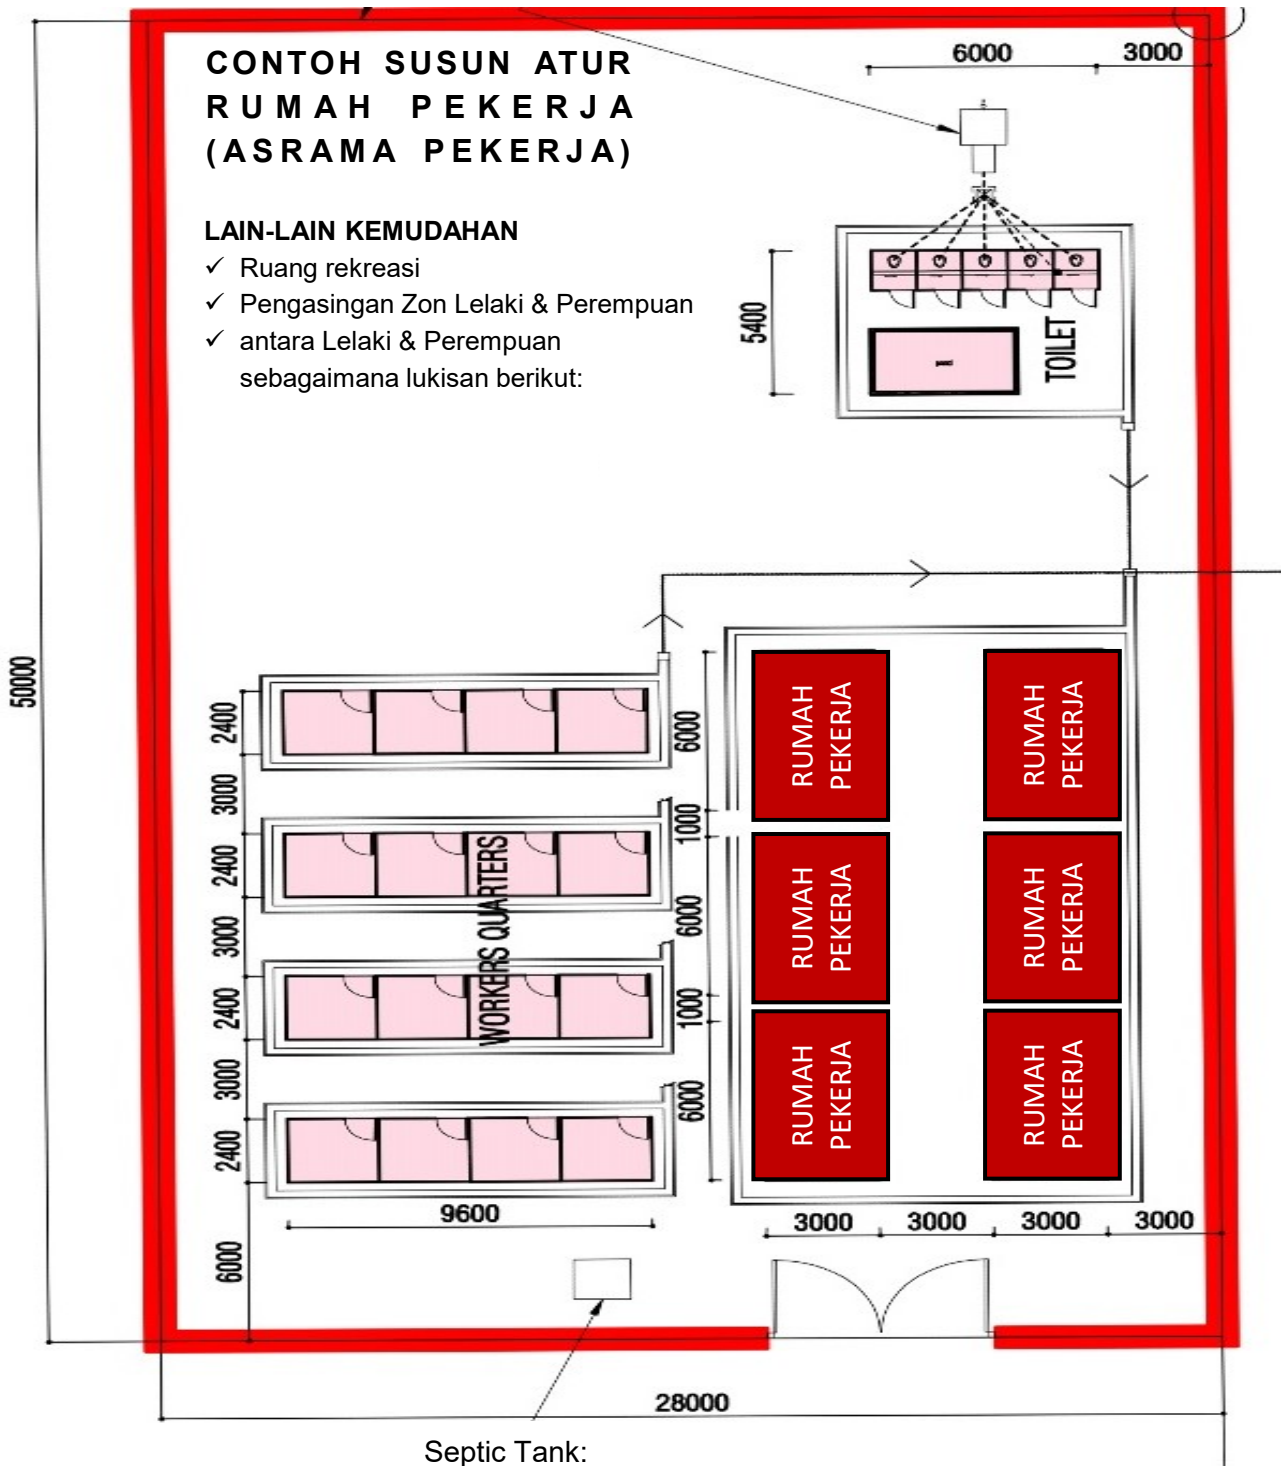 CONTOH SUSUN ATUR
RUMAH PEKERJA
(ASRAMA PEKERJA)
LAIN-LAIN KEMUDAHAN
✓ Ruang rekreasi
✓ Pengasingan Zon Lelaki & Perempuan
✓ antara Lelaki & Perempuan
sebagaimana lukisan berikut:
6000
3000
5400
TOILET
50000
2400
3000
2400
3000
2400
3000
2400
6000
WORKERS QUARTERS
9600
6000
1000
6000
1000
6000
RUMAH
PEKERJA
RUMAH
PEKERJA
RUMAH
PEKERJA
RUMAH
PEKERJA
RUMAH
PEKERJA
RUMAH
PEKERJA
3000
3000
3000
3000
28000
Septic Tank: